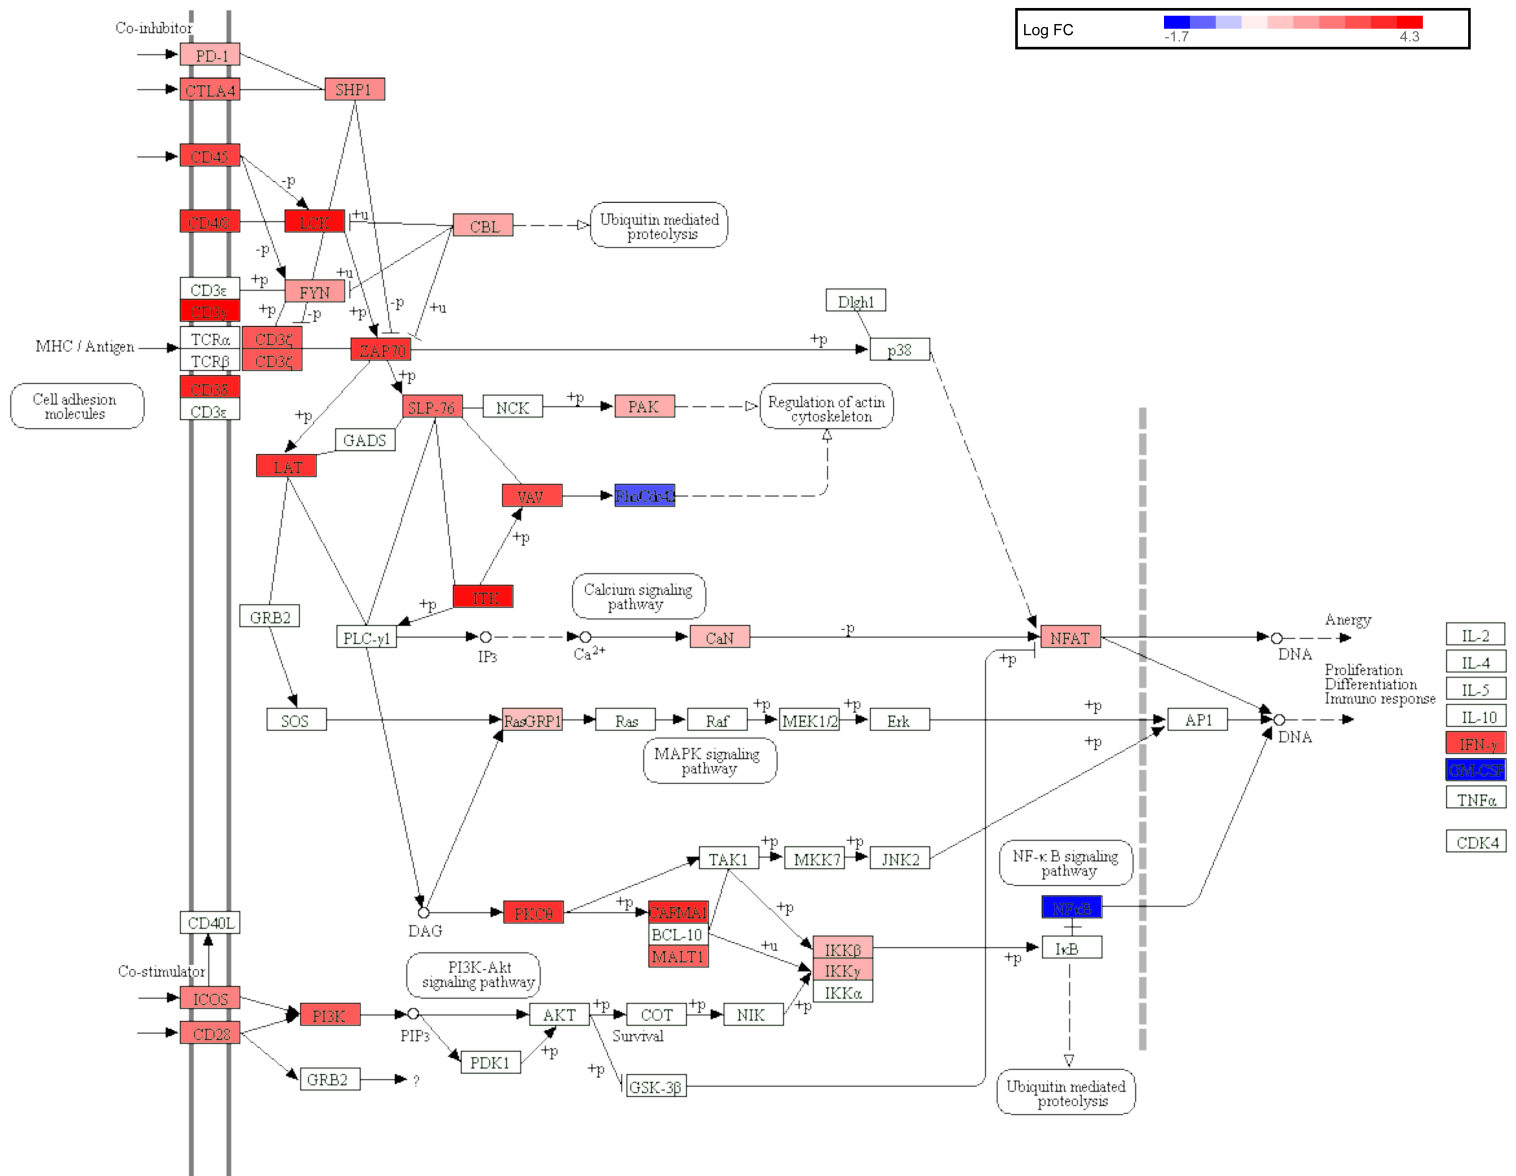 Log FC
-1.7 4.3
Co-inhibitor
PD-1
CTLA4
SHP1
CD45
-p
CD4/8
LCK
+u
CBL
Ubiquitin mediated
proteolysis
-p
+u
CD3ε
+p
FYN
CD3γ
+p
-p
+p
-p
+u
Dlgh1
MHC / Antigen
TCRα
CD3ζ
TCRβ
CD3ζ
ZAP70
+p
p38
CD3δ
CD3ε
Cell adhesion
molecules
+p
+p
SLP-76
NCK
+p
PAK
Regulation of actin
cytoskeleton
GADS
LAT
VAV
Rho/Cdc42
+p
ITK
+p
Calcium signaling
pathway
GRB2
PLC-γ1
IP3
Ca2+
CaN
-p
NFAT
+p
DNA
Anergy
Proliferation
Differentiation
Immuno response
IL-2
IL-4
IL-5
IL-10
IFN-γ
GM-CSF
TNFα
CDK4
SOS
RasGRP1
Ras
Raf
+p
MEK1/2
+p
Erk
+p
AP1
DNA
+p
MAPK signaling
pathway
TAK1
+p
MKK7
+p
JNK2
NF-κB signaling
pathway
DAG
PKCθ
+p
CARMA1
BCL-10
MALT1
+p
+u
IKKβ
IKKγ
IKKα
+p
+p
NFκB
IκB
CD40L
Co-stimulator
ICOS
CD28
PI3K-Akt
signaling pathway
PI3K
PIP3
AKT
+p
COT
+p
NIK
Survival
PDK1
+p
+p
GSK-3β
GRB2
?
Ubiquitin mediated
proteolysis